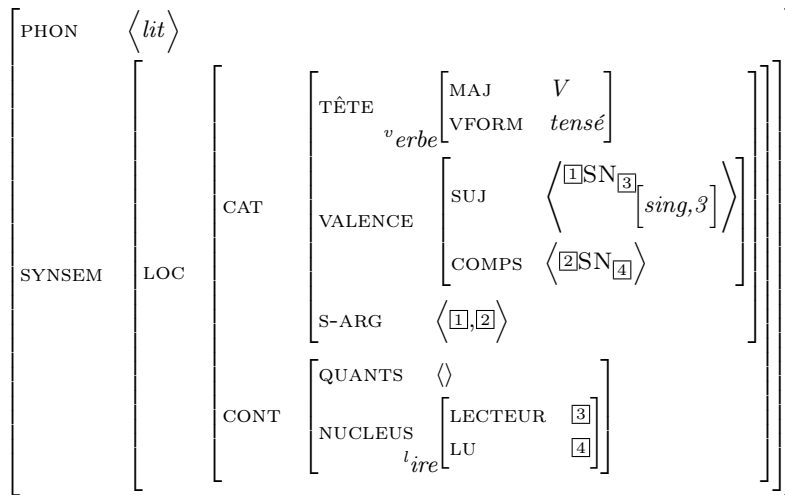 PHON ⟨lit⟩
TÊTE verbe[MAJ V
VFORM tensé]
CAT VALENCE SUJ ⟨[1]SN[3][sing,3]⟩
COMPS ⟨[2]SN[4]⟩
SYNSEM LOC
S-ARG ⟨[1],[2]⟩
QUANTS ⟨⟩
CONT NUCLEUS lire[LECTEUR [3]
LU [4]]